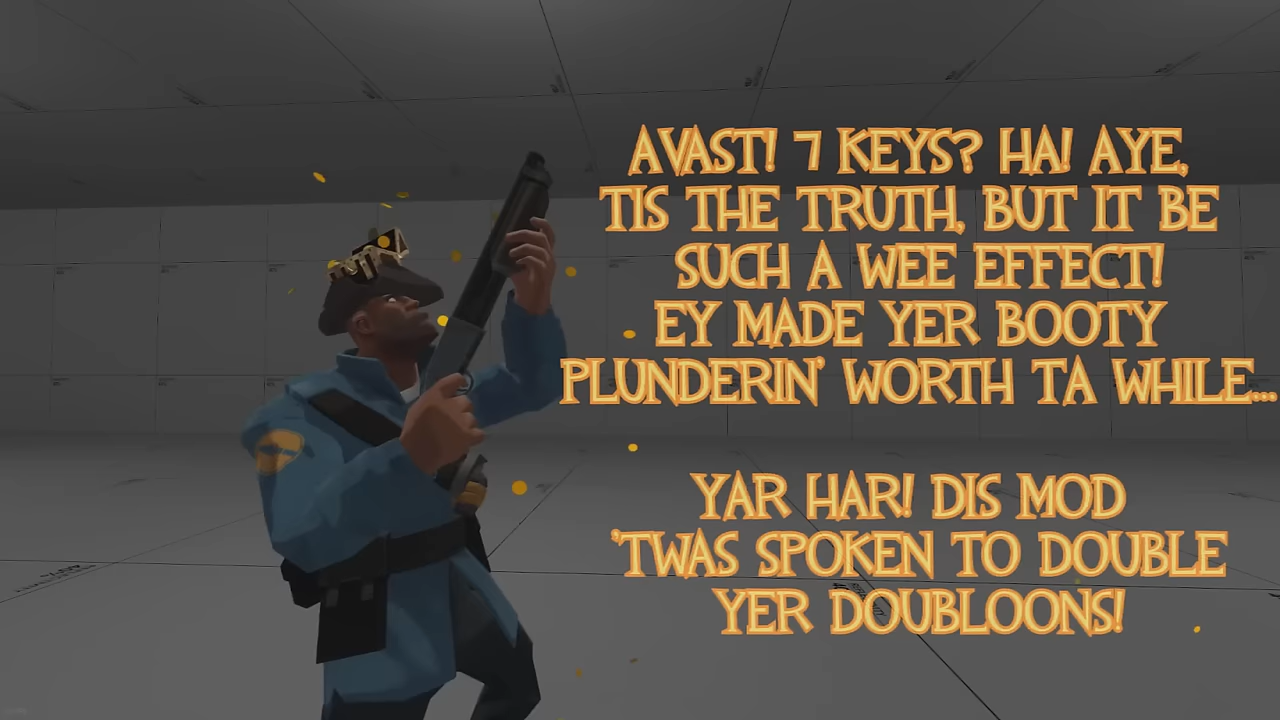 AVAST! 7 KEYS? HA! AYE,
TIS THE TRUTH, BUT IT BE
SUCH A WEE EFFECT!
EY MADE YER BOOTY
PLUNDERIN' WORTH TA WHILE...
YAR HAR! DIS MOD
'TWAS SPOKEN TO DOUBLE
YER DOUBLOONS!